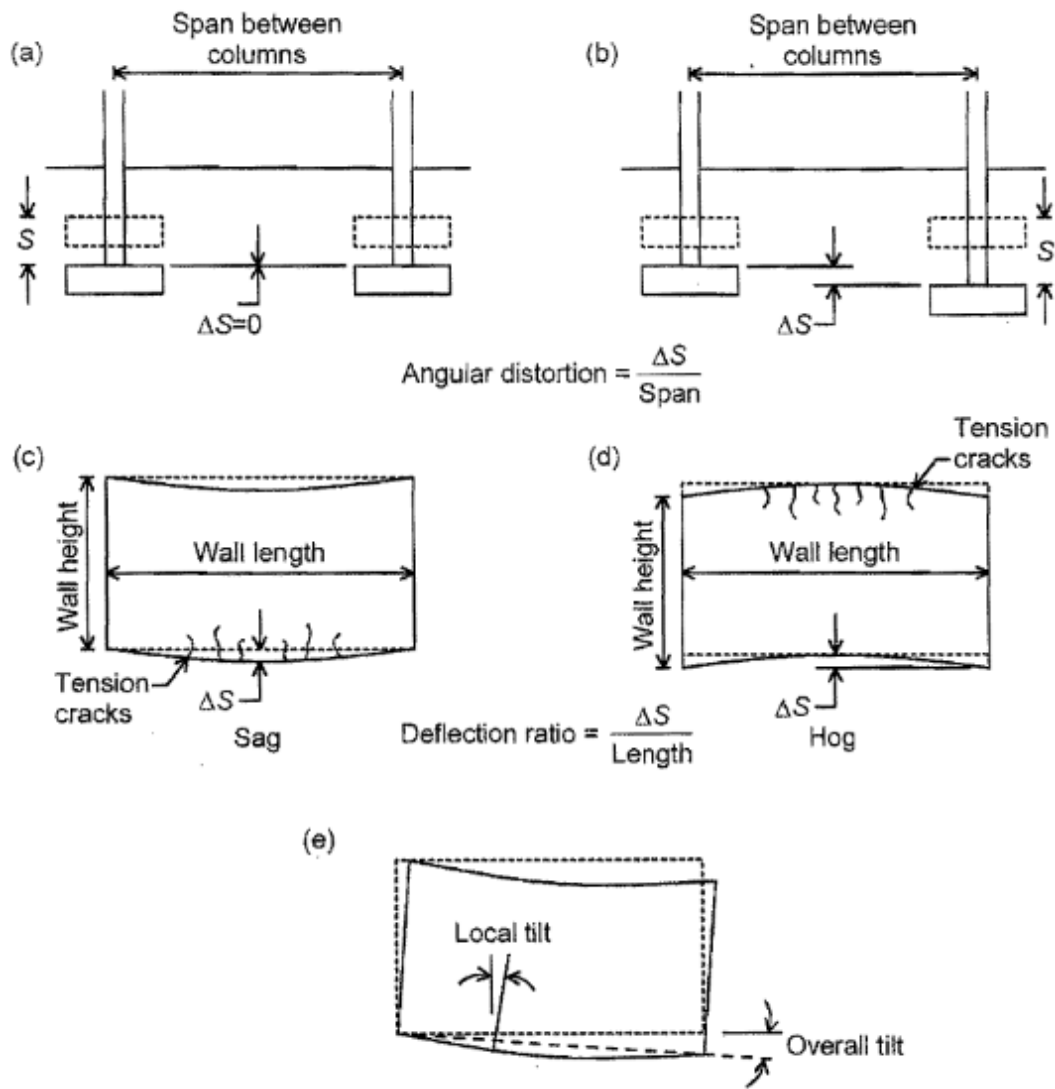 (a)
Span between
columns
S
ΔS=0
(b)
Span between
columns
S
ΔS
Angular distortion = ΔS
Span
(c)
Wall height
Wall length
Tension
cracks
ΔS
Sag
(d)
Tension
cracks
Wall height
Wall length
ΔS
Hog
Deflection ratio = ΔS
Length
(e)
Local tilt
Overall tilt